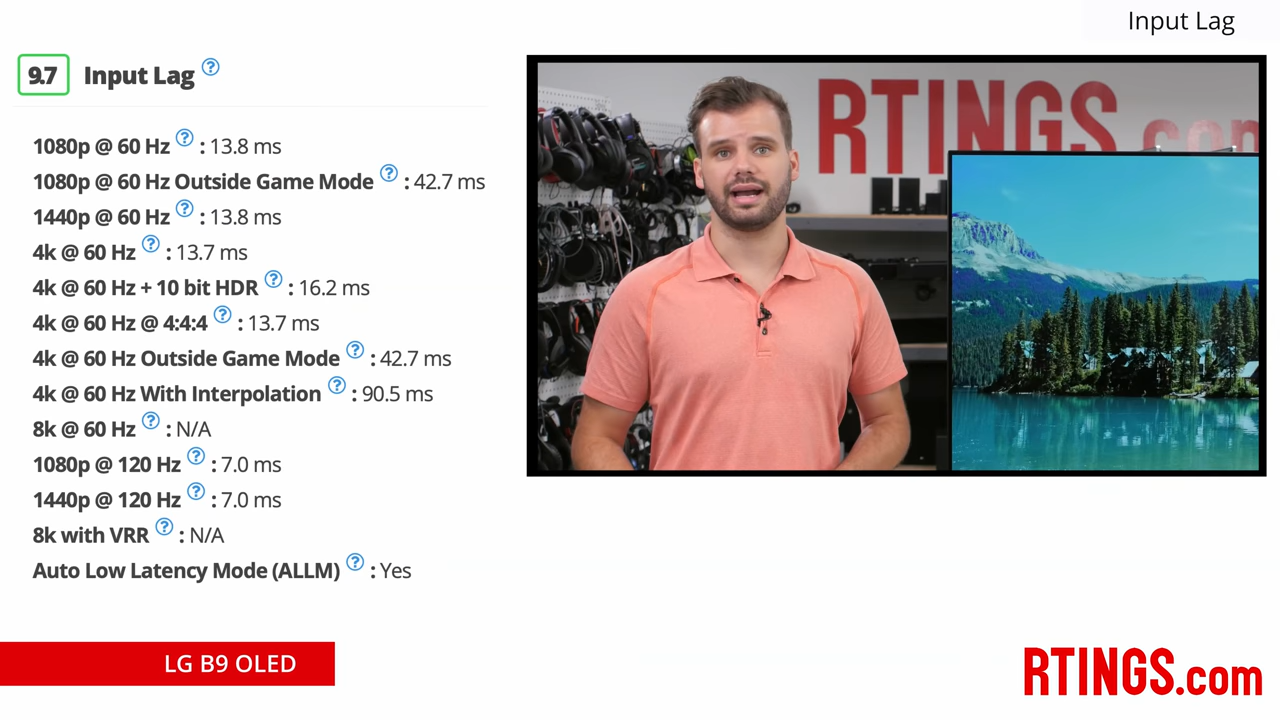 Input Lag
9.7 Input Lag ?
1080p @ 60 Hz ? : 13.8 ms
1080p @ 60 Hz Outside Game Mode ? : 42.7 ms
1440p @ 60 Hz ? : 13.8 ms
4k @ 60 Hz ? : 13.7 ms
4k @ 60 Hz + 10 bit HDR ? : 16.2 ms
4k @ 60 Hz @ 4:4:4 ? : 13.7 ms
4k @ 60 Hz Outside Game Mode ? : 42.7 ms
4k @ 60 Hz With Interpolation ? : 90.5 ms
8k @ 60 Hz ? : N/A
1080p @ 120 Hz ? : 7.0 ms
1440p @ 120 Hz ? : 7.0 ms
8k with VRR ? : N/A
Auto Low Latency Mode (ALLM) ? : Yes
RTINGS.com
LG B9 OLED
RTINGS.com